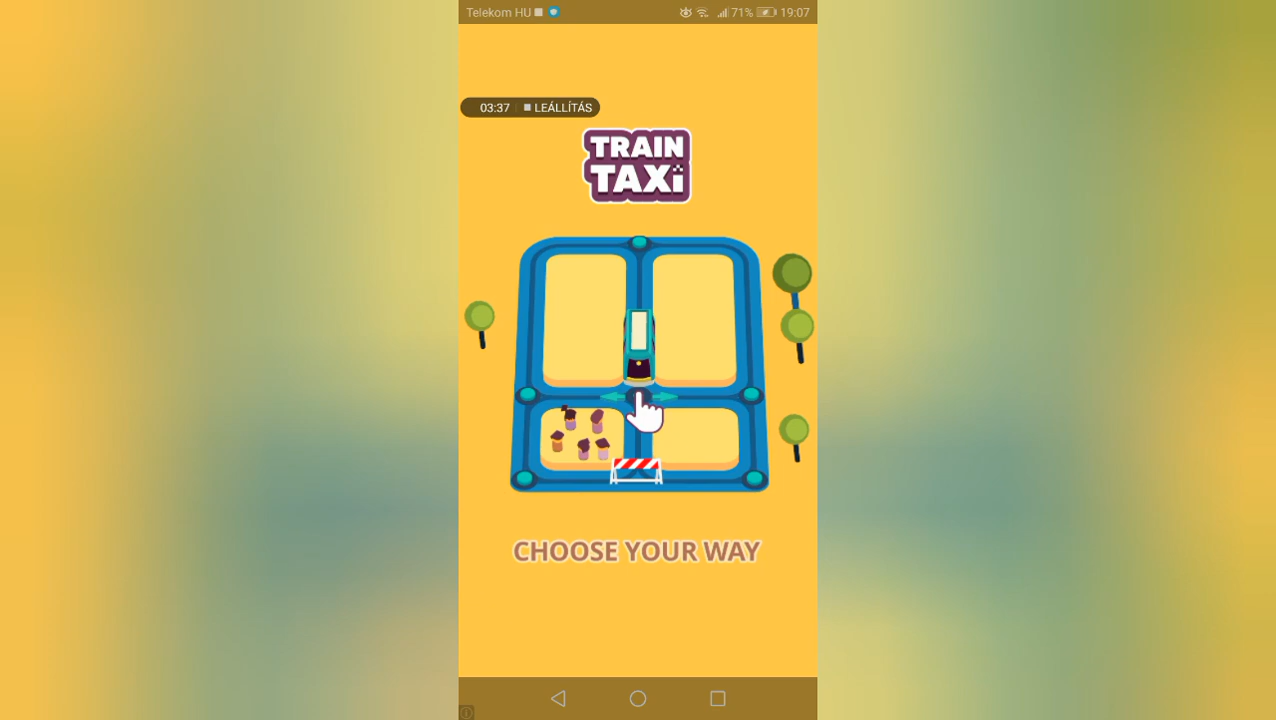 Telekom HU 71% 19:07
03:37 LEÁLLÍTÁS
TRAIN
TAXi
CHOOSE YOUR WAY